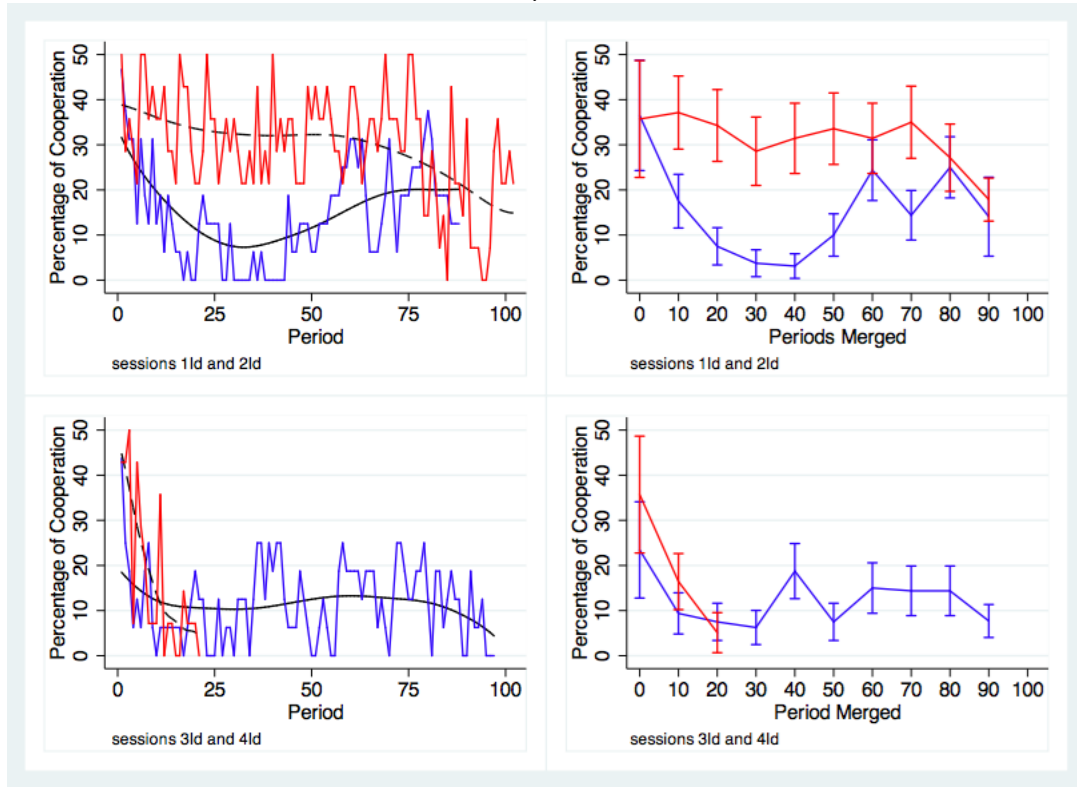 Percentage of Cooperation
50
40
30
20
10
0
0 25 50 75 100
Period
sessions 1ld and 2ld
Percentage of Cooperation
50
40
30
20
10
0
0 10 20 30 40 50 60 70 80 90 100
Periods Merged
sessions 1ld and 2ld
Percentage of Cooperation
50
40
30
20
10
0
0 25 50 75 100
Period
sessions 3ld and 4ld
Percentage of Cooperation
50
40
30
20
10
0
0 10 20 30 40 50 60 70 80 90 100
Period Merged
sessions 3ld and 4ld